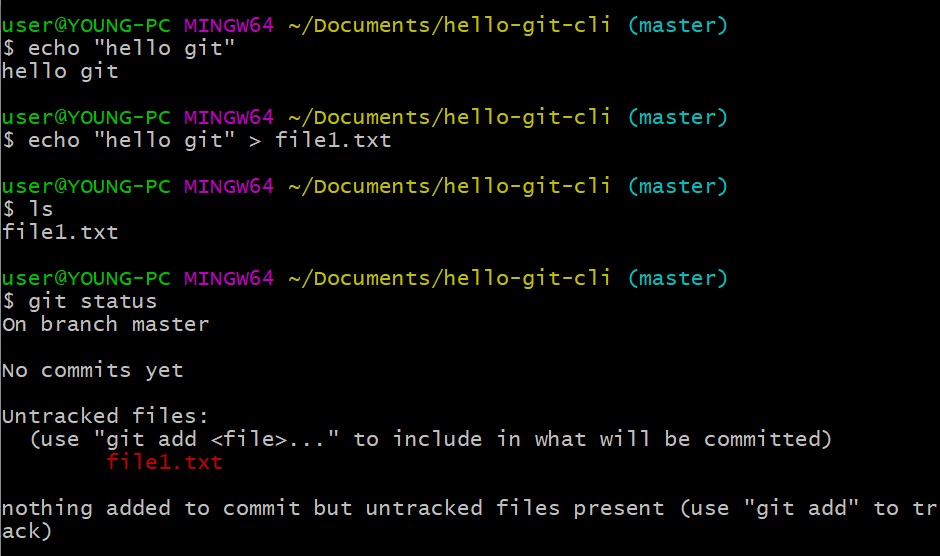 user@YOUNG-PC MINGW64 ~/Documents/hello-git-cli (master)
$ echo "hello git"
hello git
user@YOUNG-PC MINGW64 ~/Documents/hello-git-cli (master)
$ echo "hello git" > file1.txt
user@YOUNG-PC MINGW64 ~/Documents/hello-git-cli (master)
$ ls
file1.txt
user@YOUNG-PC MINGW64 ~/Documents/hello-git-cli (master)
$ git status
On branch master
No commits yet
Untracked files:
(use "git add <file>..." to include in what will be committed)
file1.txt
nothing added to commit but untracked files present (use "git add" to tr
ack)